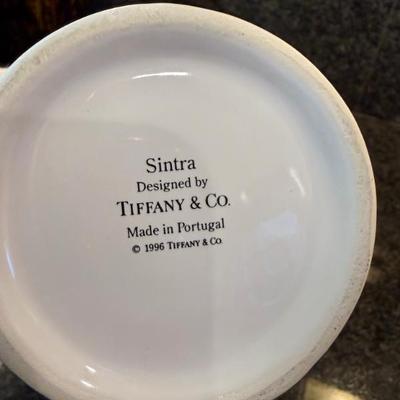 Sintra
Designed by
TIFFANY & CO.
Made in Portugal
© 1996 TIFFANY & CO.